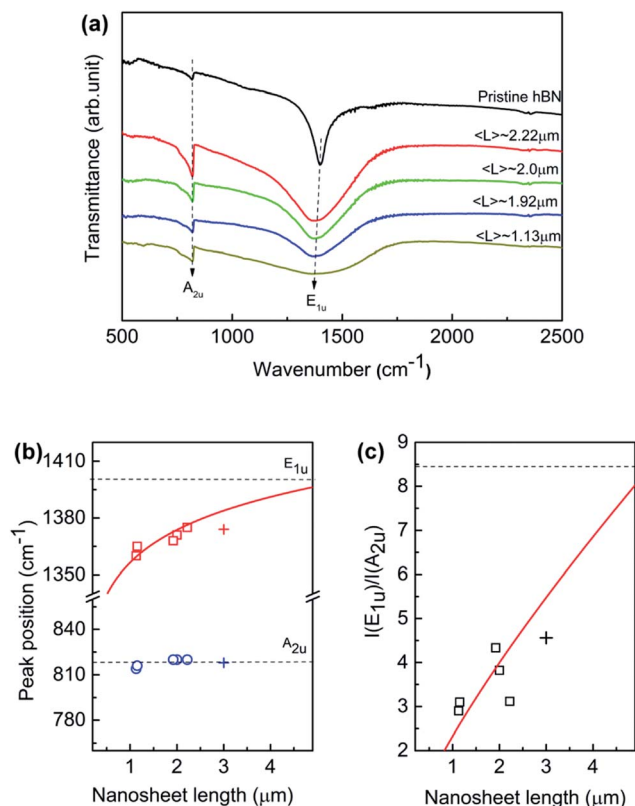 (a)
Transmittance (arb.unit)
Pristine hBN
<L>~2.22μm
<L>~2.0μm
<L>~1.92μm
<L>~1.13μm
A2u
E1u
500 1000 1500 2000 2500
Wavenumber (cm-1)
(b)
Peak position (cm-1)
1410
1380
1350
840
810
780
E1u
A2u
1 2 3 4
Nanosheet length (μm)
(c)
I(E1u)/I(A2u)
9
8
7
6
5
4
3
2
1 2 3 4
Nanosheet length (μm)